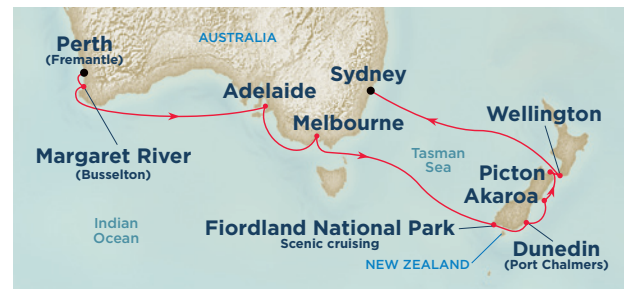 Perth
(Fremantle)
AUSTRALIA
Sydney
Adelaide
Wellington
Melbourne
Margaret River
(Busselton)
Tasman
Sea
Picton
Akaroa
Indian
Ocean
Fiordland National Park
Scenic cruising
Dunedin
(Port Chalmers)
NEW ZEALAND